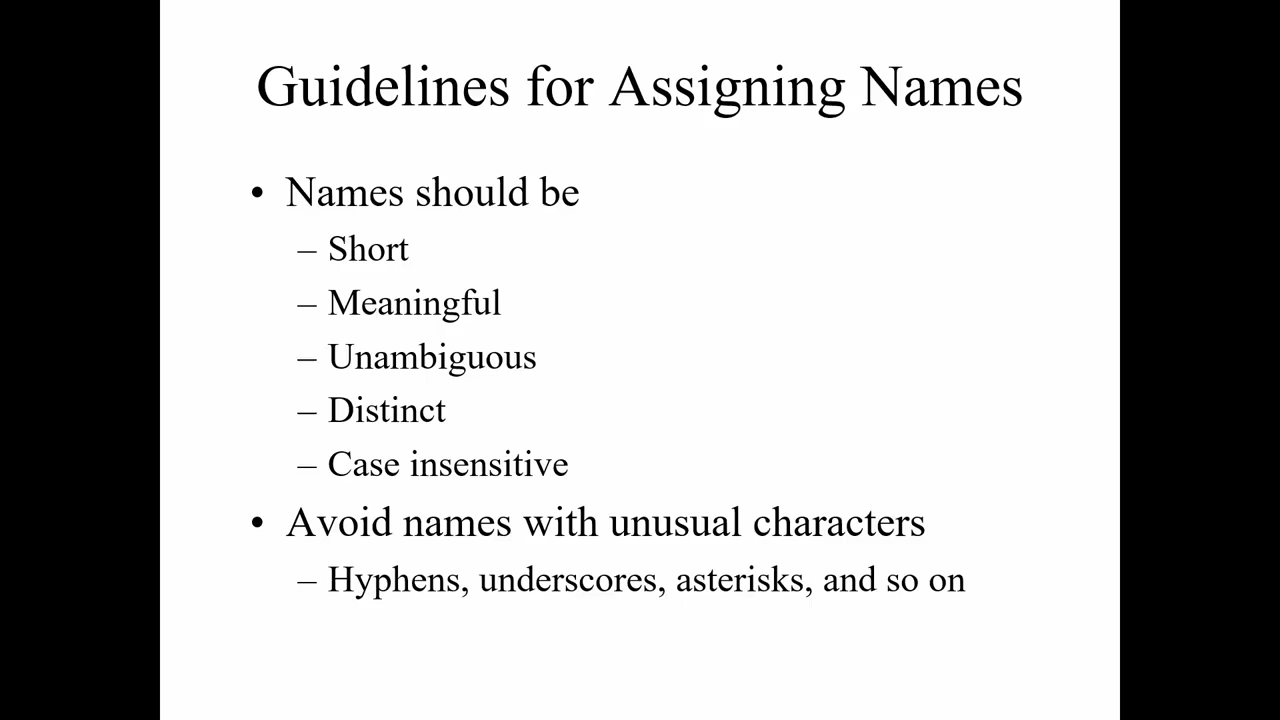 Guidelines for Assigning Names
• Names should be
– Short
– Meaningful
– Unambiguous
– Distinct
– Case insensitive
• Avoid names with unusual characters
– Hyphens, underscores, asterisks, and so on